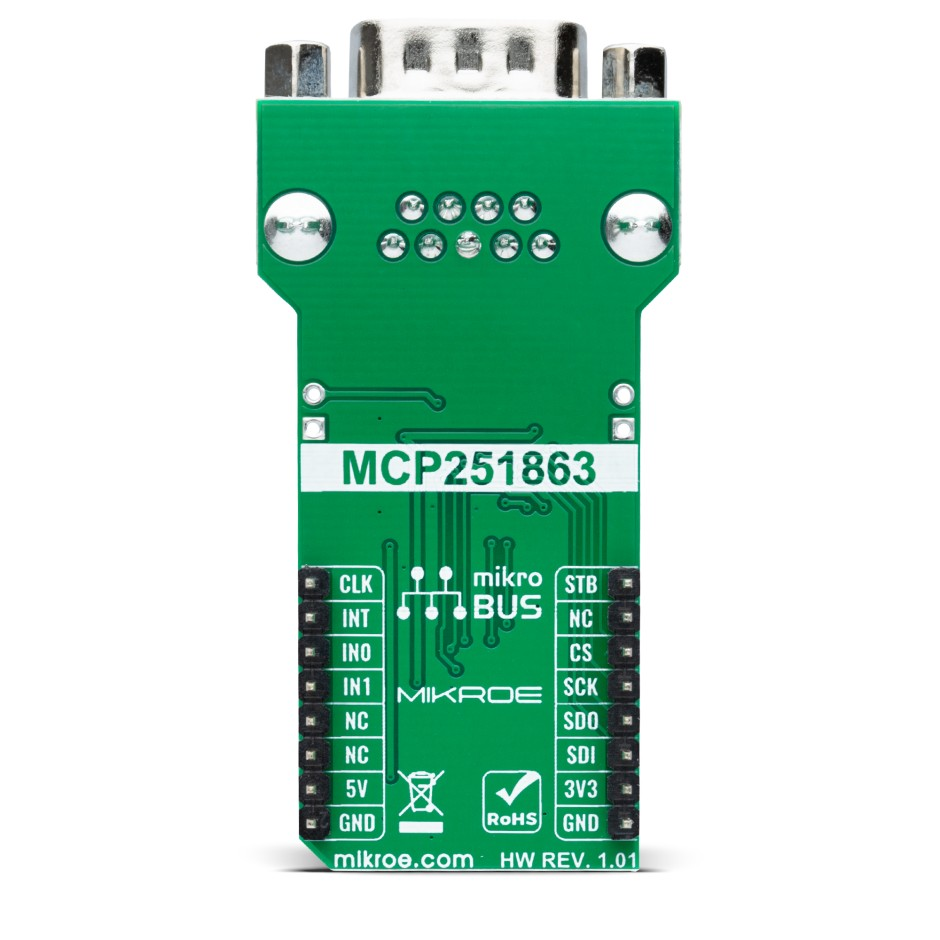 MCP251863
CLK
INT
IN0
IN1
NC
NC
5V
GND
mikro
BUS
MIKROE
RoHS
STB
NC
CS
SCK
SDO
SDI
3V3
GND
mikroe.com
HW REV. 1.01